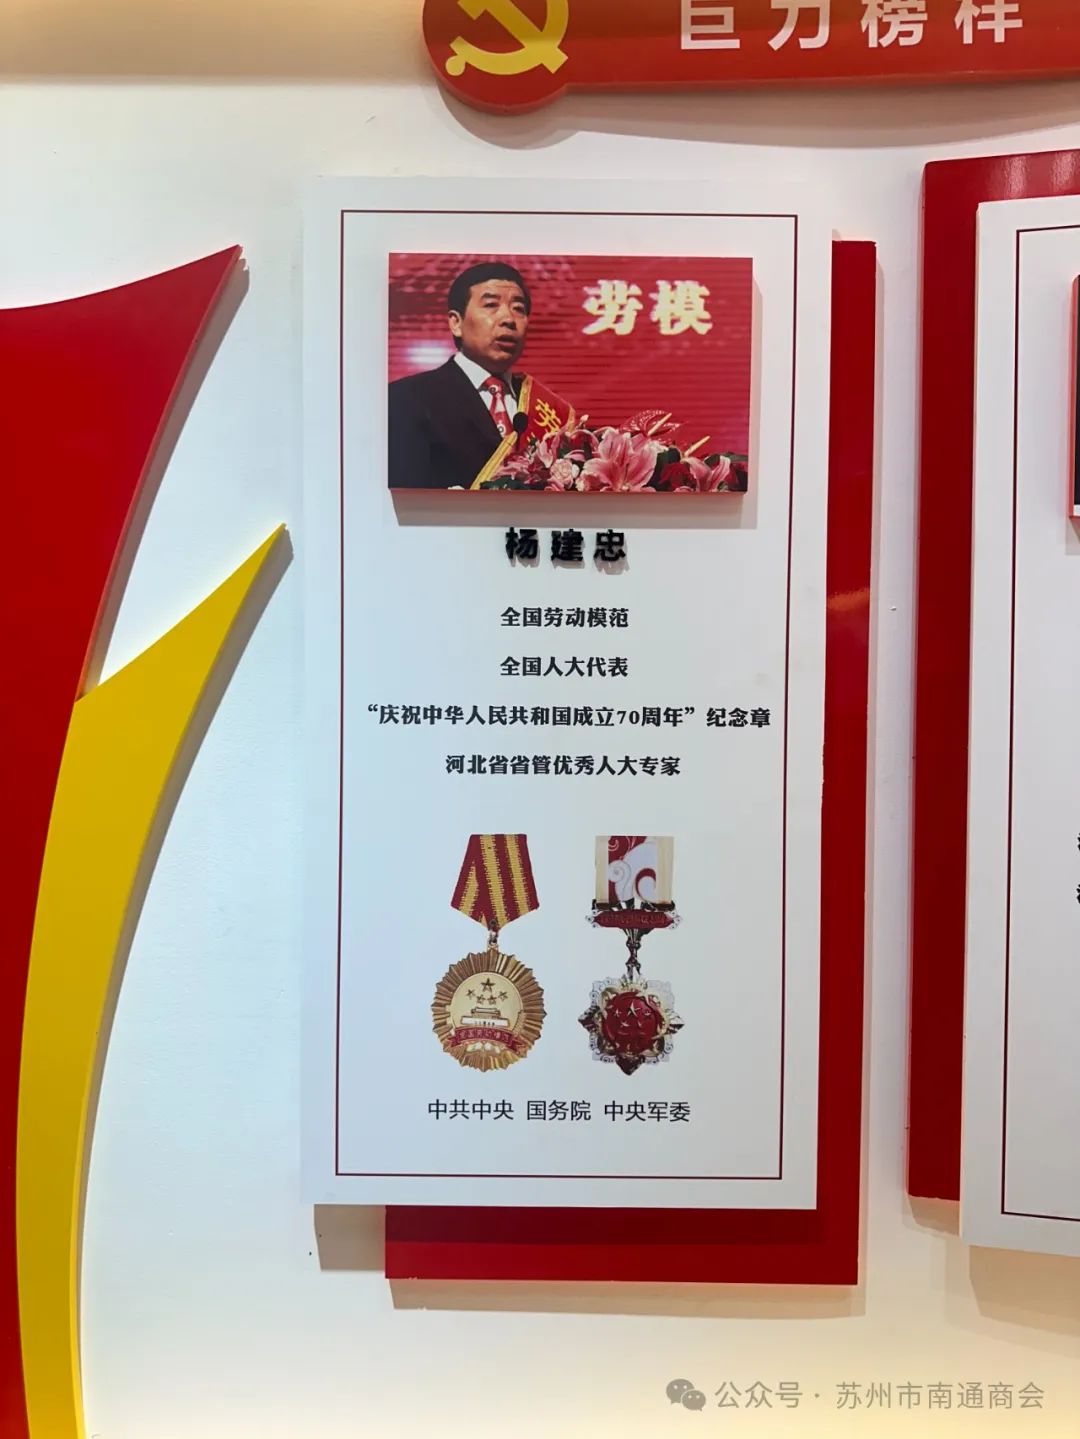 巨力榜样
劳模
劳
杨建忠
全国劳动模范
全国人大代表
“庆祝中华人民共和国成立70周年”纪念章
河北省省管优秀人大专家
中共中央 国务院 中央军委
公众号·苏州市南通商会